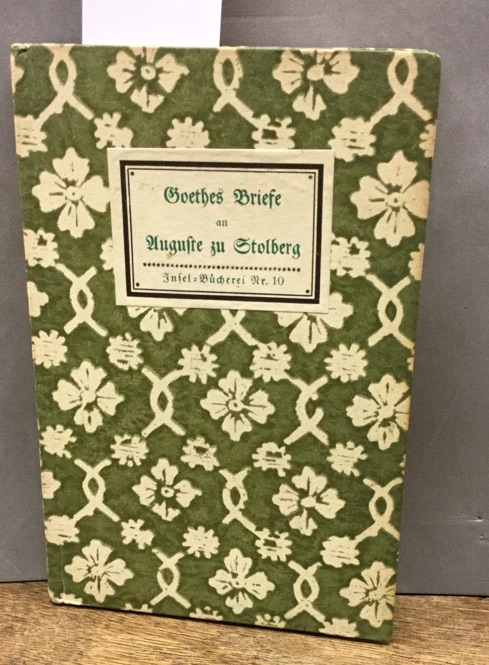 Goethes Briefe
an
Auguſte zu Stolberg
Inſel-Bücherei Nr. 10